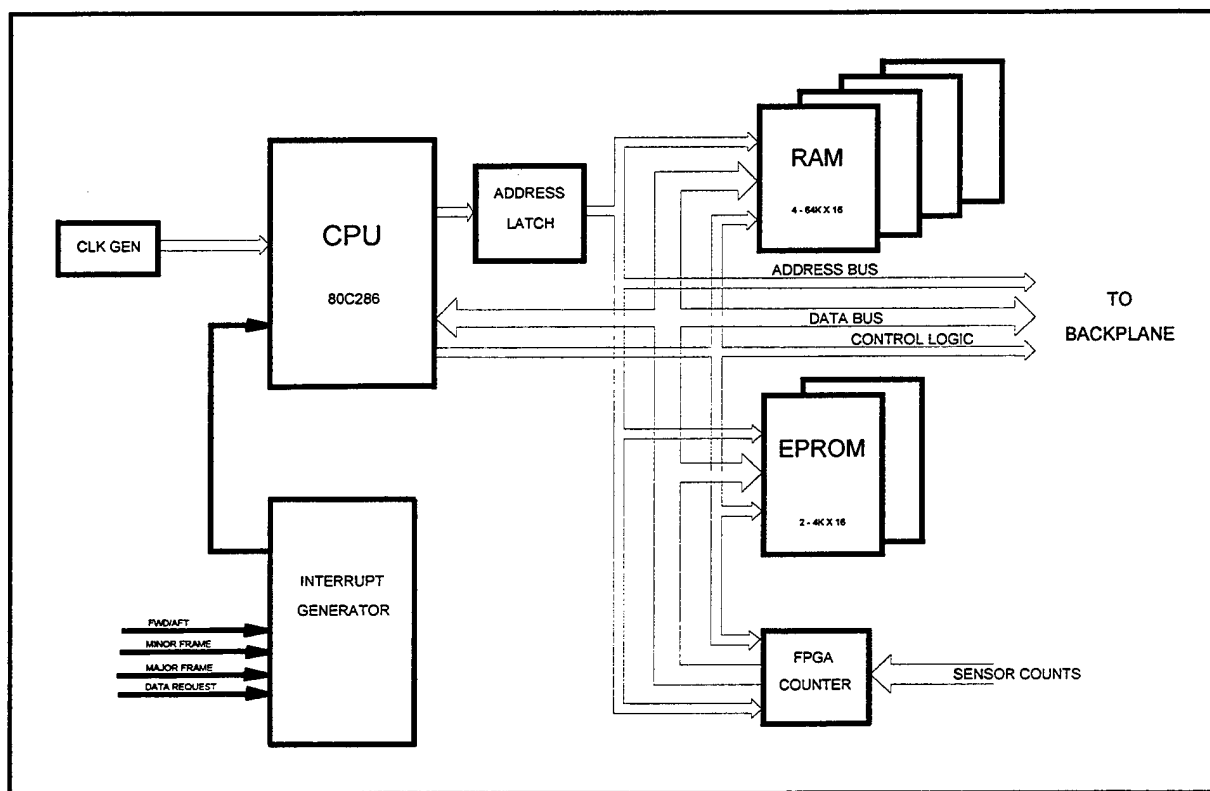 RAM
4 - 64K X 16
ADDRESS
LATCH
CLK GEN
CPU
80C286
ADDRESS BUS
DATA BUS
CONTROL LOGIC
TO
BACKPLANE
EPROM
2 - 4K X 16
INTERRUPT
GENERATOR
FWD/AFT
MINOR FRAME
MAJOR FRAME
DATA REQUEST
FPGA
COUNTER
SENSOR COUNTS